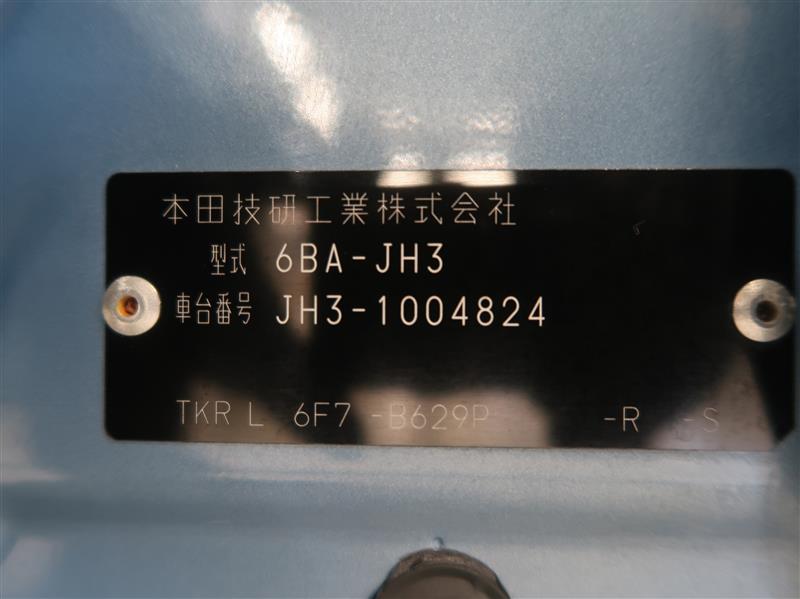 本田技研工業株式会社
型式 6BA-JH3
車台番号 JH3-1004824
TKR L 6F7 -B629P -R -S